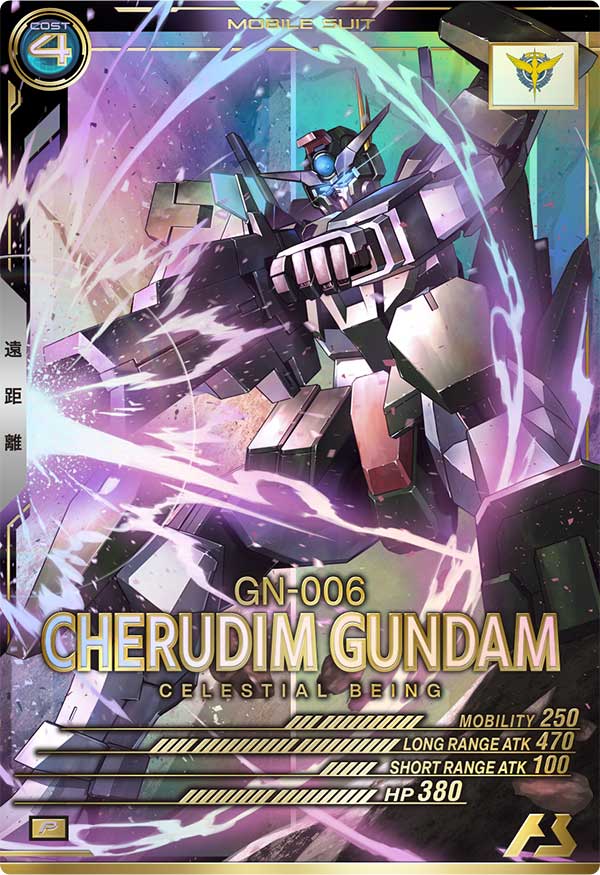 COST
4
MOBILE SUIT
遠距離
GN-006
CHERUDIM GUNDAM
CELESTIAL BEING
MOBILITY 250
LONG RANGE ATK 470
SHORT RANGE ATK 100
HP 380
P
AS